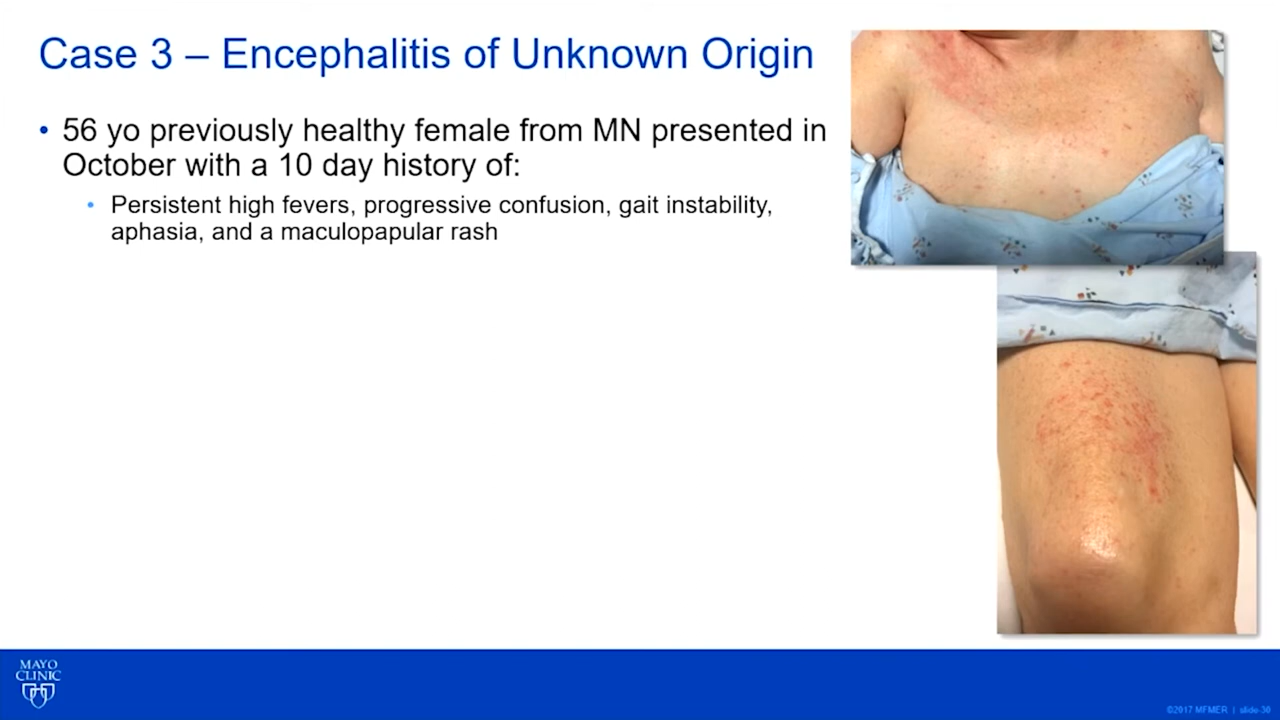 Case 3 – Encephalitis of Unknown Origin
• 56 yo previously healthy female from MN presented in
October with a 10 day history of:
• Persistent high fevers, progressive confusion, gait instability,
aphasia, and a maculopapular rash
MAYO
CLINIC
©2017 MFMER | slide-30